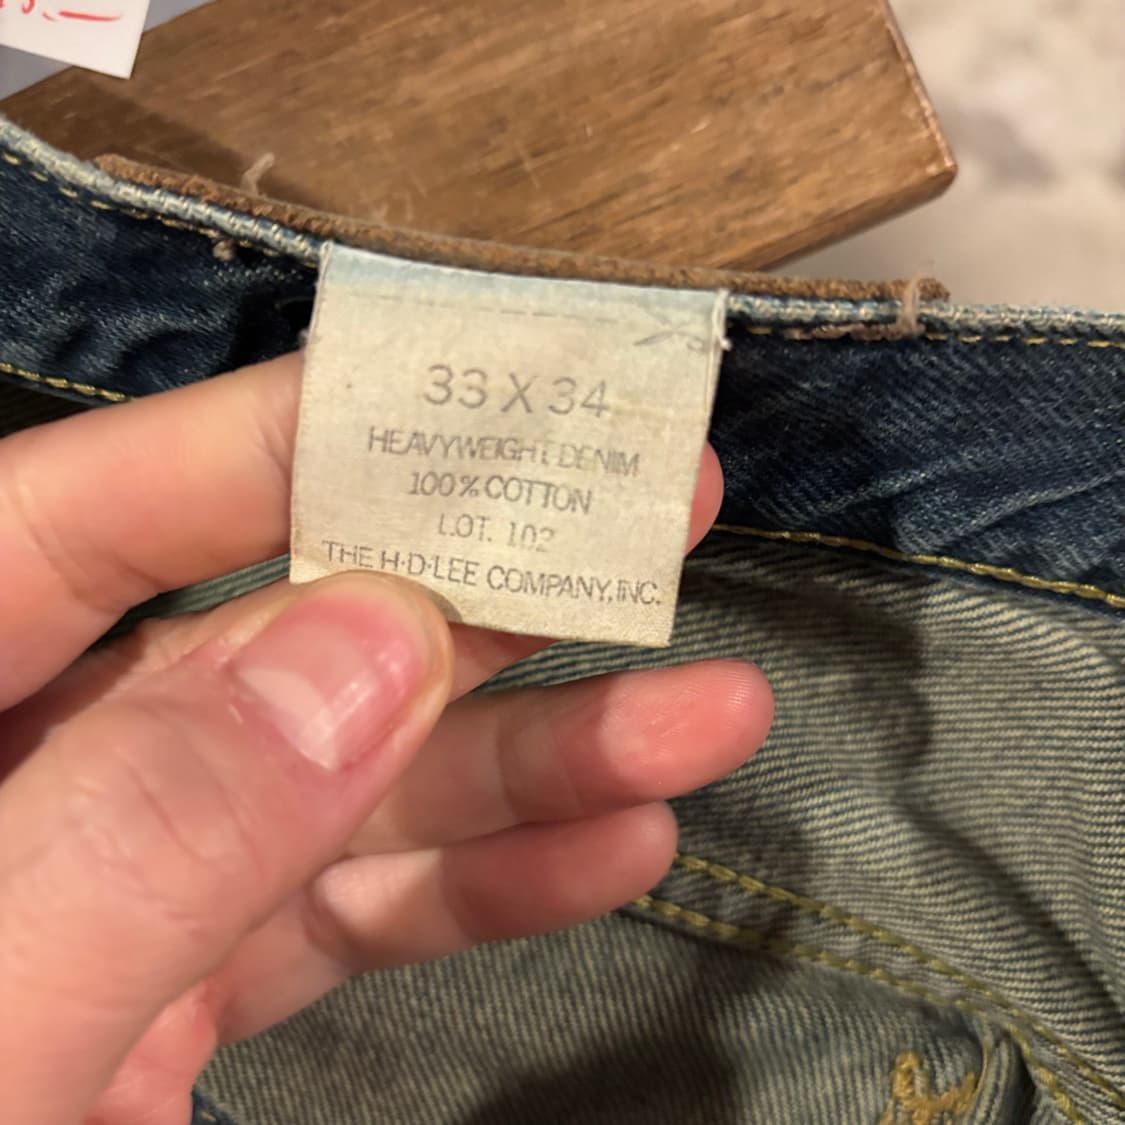 33 X 34
HEAVYWEIGHT DENIM
100% COTTON
LOT. 102
THE H·D·LEE COMPANY, INC.